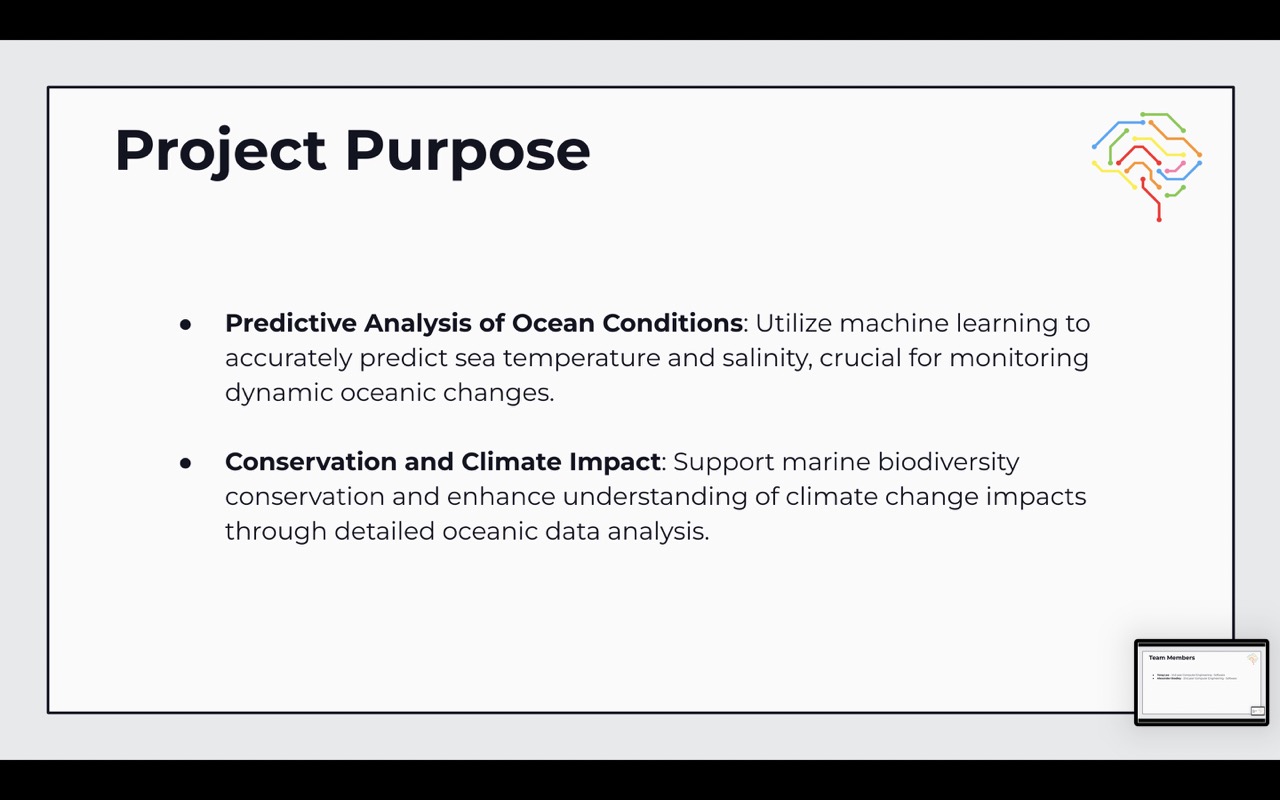 Project Purpose
● Predictive Analysis of Ocean Conditions: Utilize machine learning to
accurately predict sea temperature and salinity, crucial for monitoring
dynamic oceanic changes.
● Conservation and Climate Impact: Support marine biodiversity
conservation and enhance understanding of climate change impacts
through detailed oceanic data analysis.
Team Members